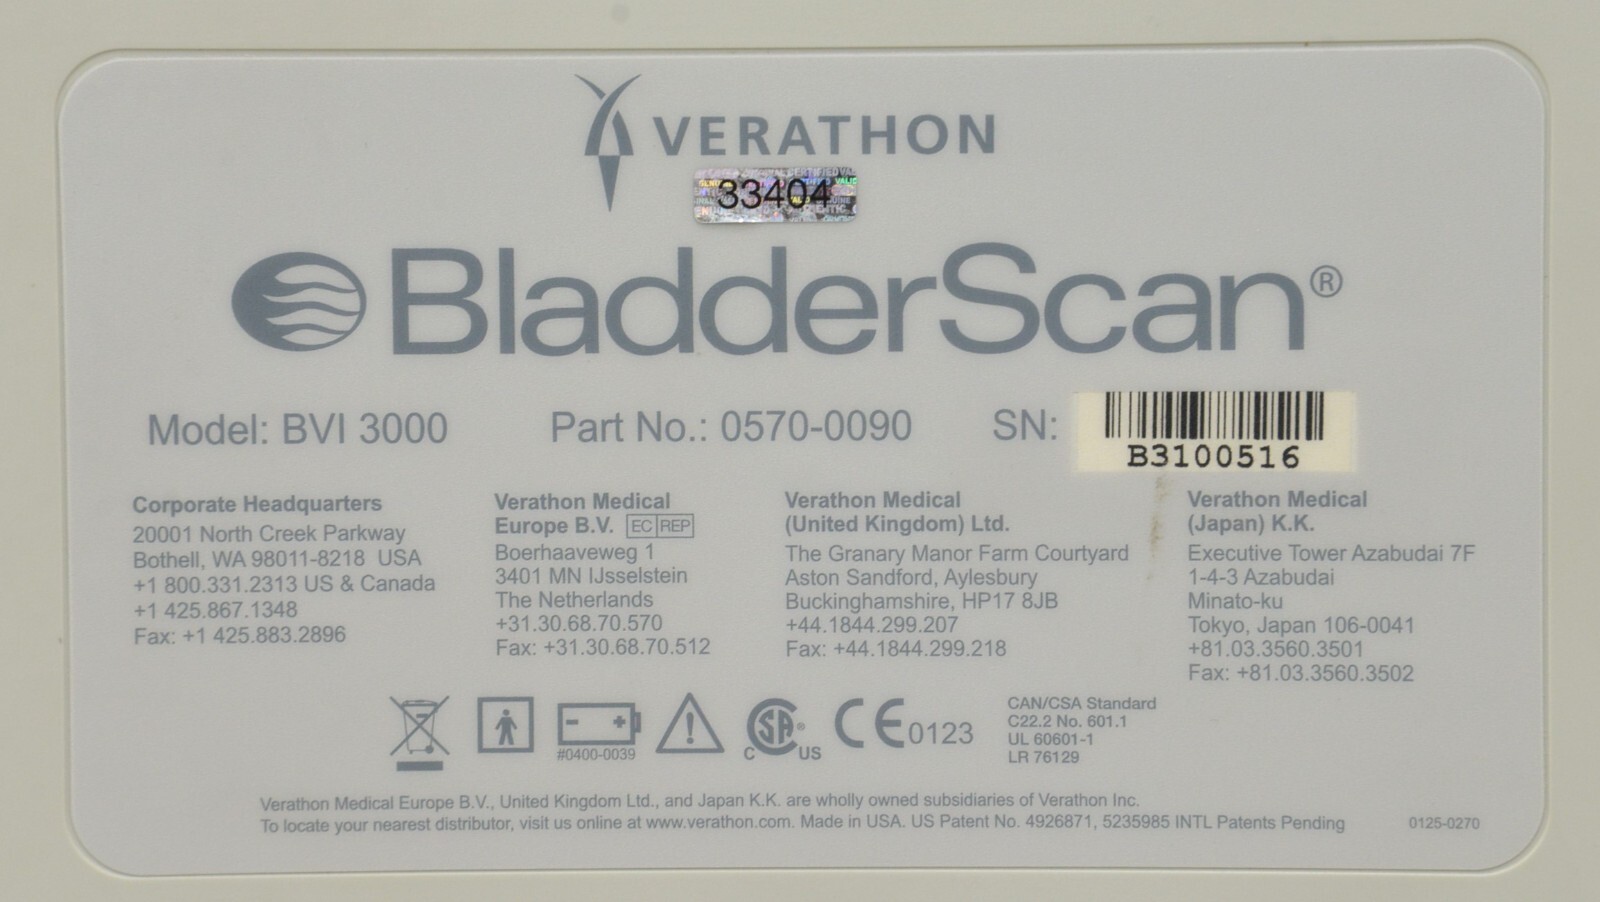 VERATHON
33404
BladderScan®
Model: BVI 3000 Part No.: 0570-0090 SN:
B3100516
Corporate Headquarters
20001 North Creek Parkway
Bothell, WA 98011-8218 USA
+1 800.331.2313 US & Canada
+1 425.867.1348
Fax: +1 425.883.2896
Verathon Medical
Europe B.V. EC REP
Boerhaaveweg 1
3401 MN IJsselstein
The Netherlands
+31.30.68.70.570
Fax: +31.30.68.70.512
Verathon Medical
(United Kingdom) Ltd.
The Granary Manor Farm Courtyard
Aston Sandford, Aylesbury
Buckinghamshire, HP17 8JB
+44.1844.299.207
Fax: +44.1844.299.218
Verathon Medical
(Japan) K.K.
Executive Tower Azabudai 7F
1-4-3 Azabudai
Minato-ku
Tokyo, Japan 106-0041
+81.03.3560.3501
Fax: +81.03.3560.3502
#0400-0039
CSA®
C US
CE0123
CAN/CSA Standard
C22.2 No. 601.1
UL 60601-1
LR 76129
Verathon Medical Europe B.V., United Kingdom Ltd., and Japan K.K. are wholly owned subsidiaries of Verathon Inc.
To locate your nearest distributor, visit us online at www.verathon.com. Made in USA. US Patent No. 4926871, 5235985 INTL Patents Pending
0125-0270